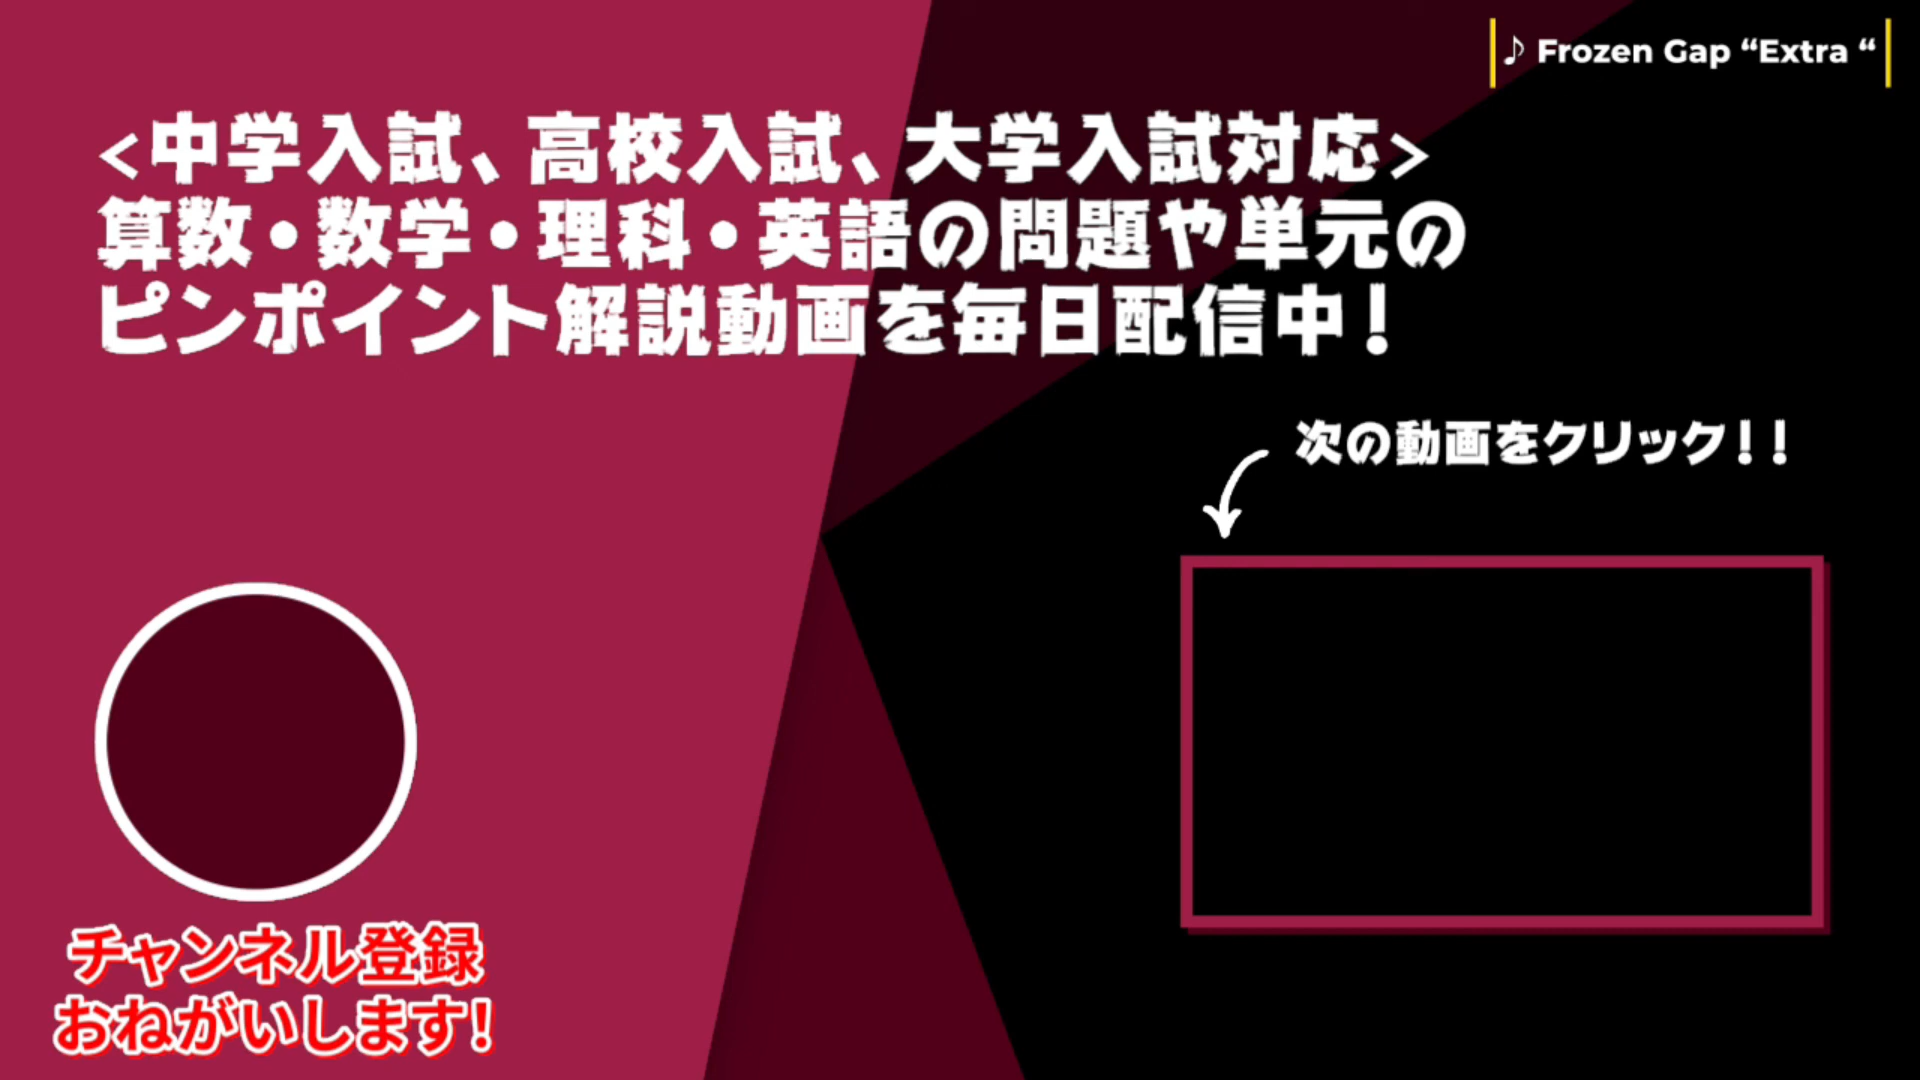 ♪ Frozen Gap “Extra “
<中学入試、高校入試、大学入試対応>
算数・数学・理科・英語の問題や単元の
ピンポイント解説動画を毎日配信中！
次の動画をクリック！！
チャンネル登録
おねがいします！